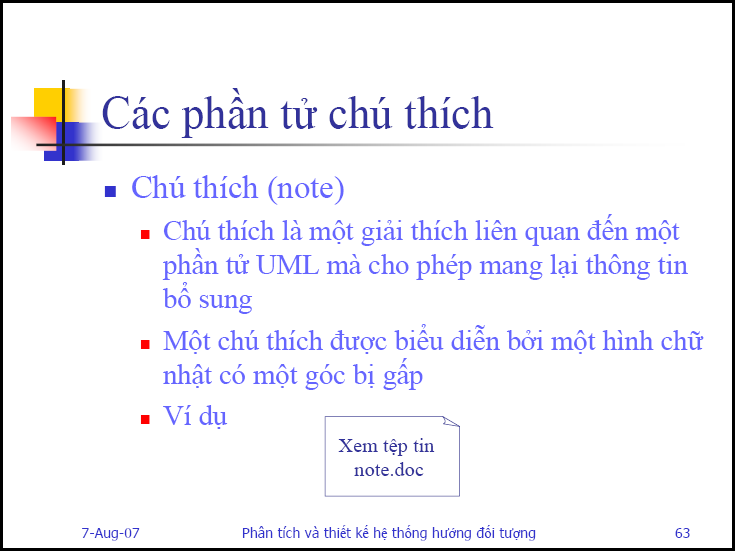 Các phần tử chú thích
Chú thích (note)
Chú thích là một giải thích liên quan đến một
phần tử UML mà cho phép mang lại thông tin
bổ sung
Một chú thích được biểu diễn bởi một hình chữ
nhật có một góc bị gấp
Ví dụ
Xem tệp tin
note.doc
7-Aug-07 Phân tích và thiết kế hệ thống hướng đối tượng 63